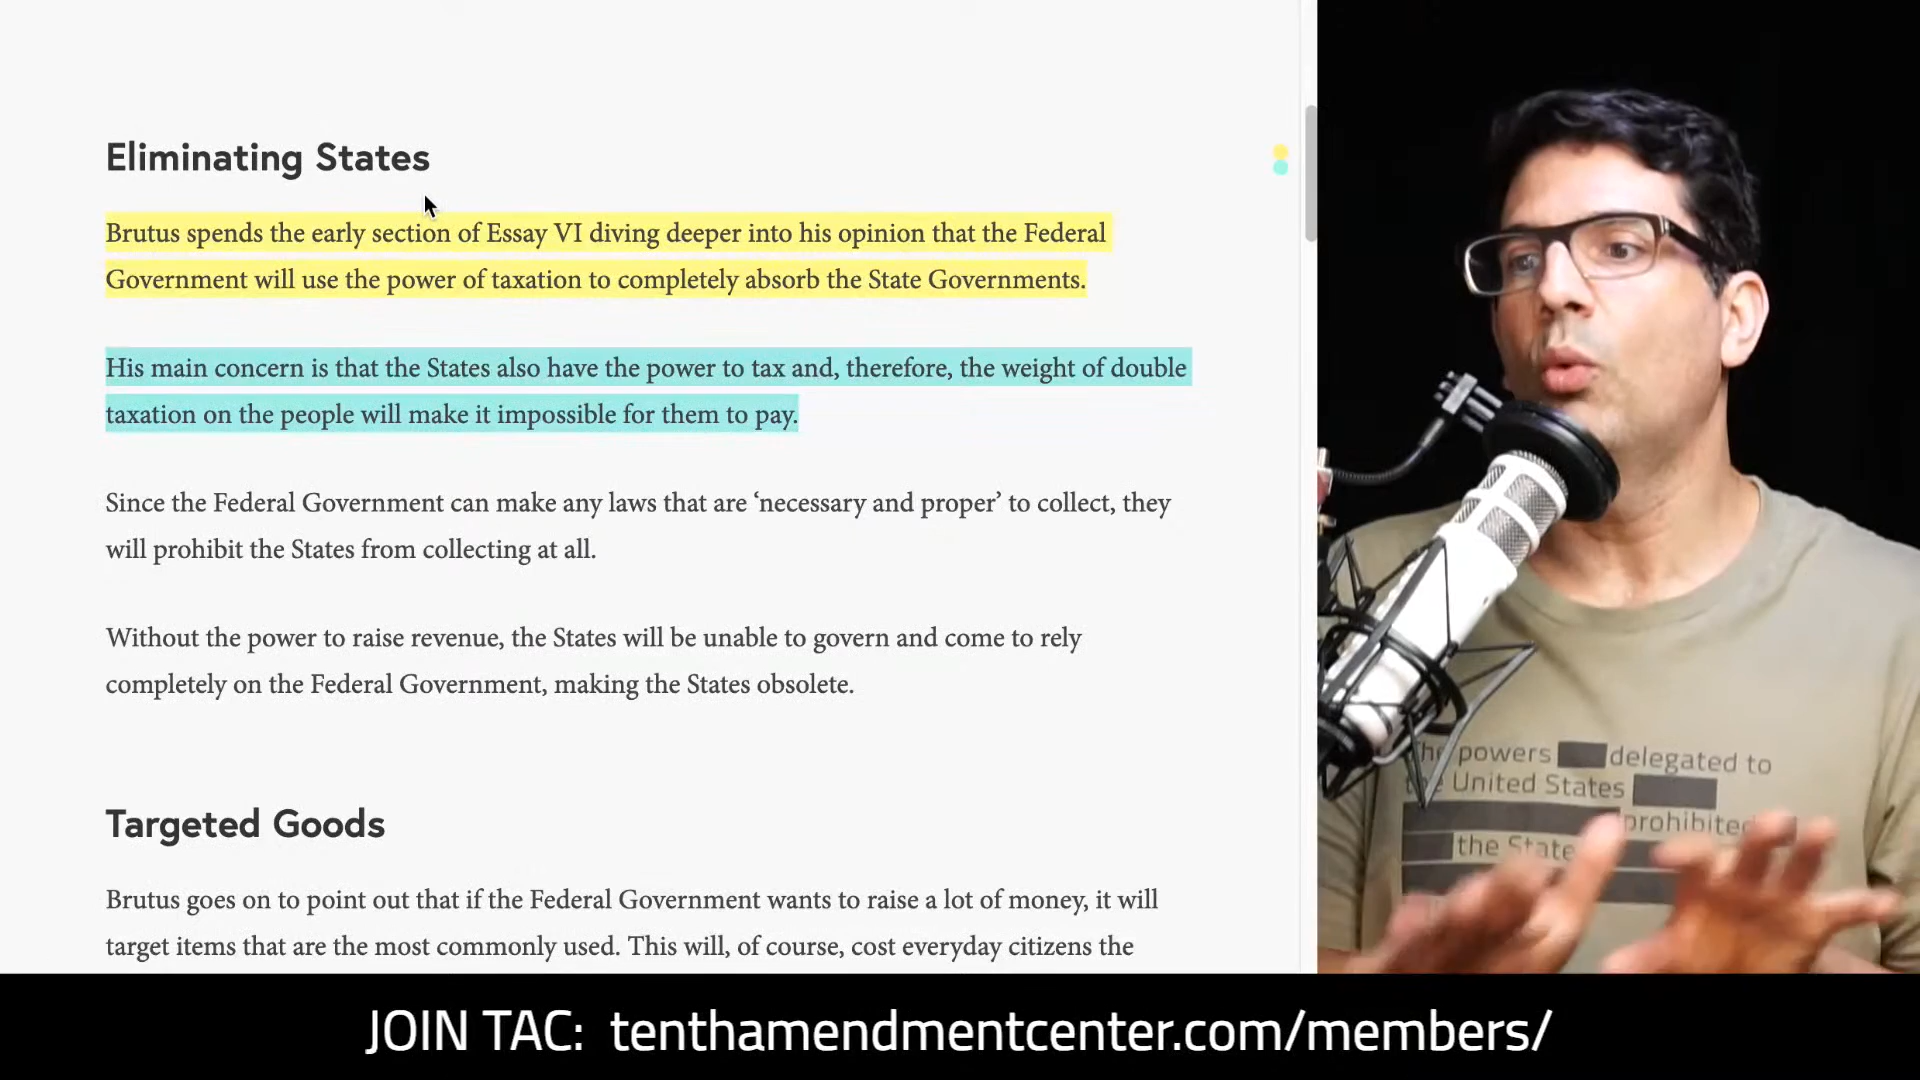 Eliminating States
Brutus spends the early section of Essay VI diving deeper into his opinion that the Federal
Government will use the power of taxation to completely absorb the State Governments.
His main concern is that the States also have the power to tax and, therefore, the weight of double
taxation on the people will make it impossible for them to pay.
Since the Federal Government can make any laws that are ‘necessary and proper’ to collect, they
will prohibit the States from collecting at all.
Without the power to raise revenue, the States will be unable to govern and come to rely
completely on the Federal Government, making the States obsolete.
Targeted Goods
Brutus goes on to point out that if the Federal Government wants to raise a lot of money, it will
target items that are the most commonly used. This will, of course, cost everyday citizens the
The powers delegated to
the United States
prohibited
the State
JOIN TAC: tenthamendmentcenter.com/members/